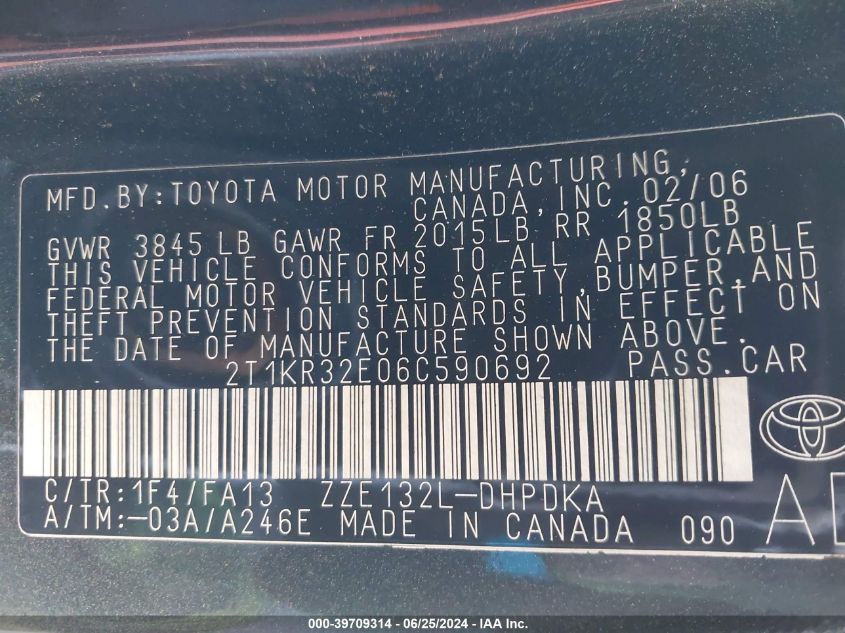 MFD. BY: TOYOTA MOTOR MANUFACTURING,
CANADA, INC. 02/06
GVWR 3845 LB GAWR FR 2015LB RR 1850LB
THIS VEHICLE CONFORMS TO ALL APPLICABLE
FEDERAL MOTOR VEHICLE SAFETY, BUMPER, AND
THEFT PREVENTION STANDARDS IN EFFECT ON
THE DATE OF MANUFACTURE SHOWN ABOVE.
2T1KR32E06C590692 PASS. CAR
C/TR: 1F4/FA13 ZZE132L-DHPDKA
A/TM: -03A/A246E MADE IN CANADA 090
000-39709314 - 06/25/2024 - IAA, Inc.